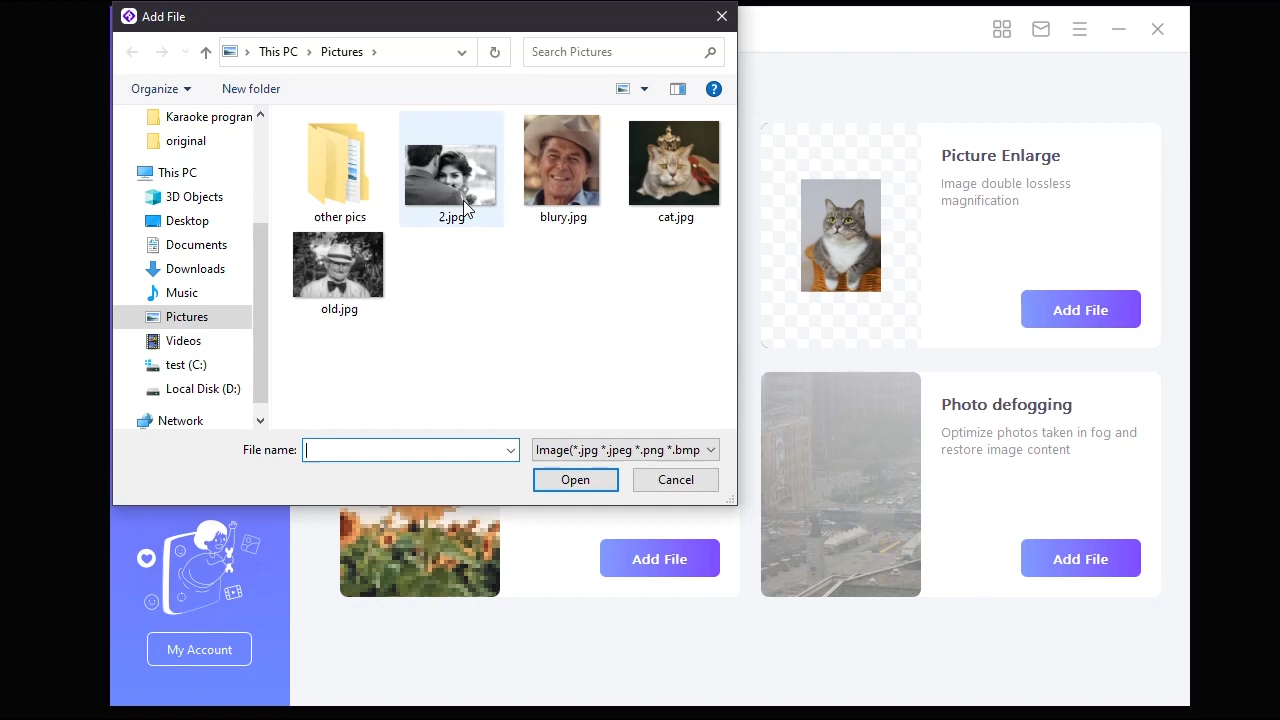 Add File
This PC
Pictures
Search Pictures
Organize
New folder
Karaoke progran
original
This PC
3D Objects
Desktop
Documents
Downloads
Music
Pictures
Videos
test (C:)
Local Disk (D:)
Network
other pics
2.jpg
blury.jpg
cat.jpg
old.jpg
File name:
Image(*.jpg *.jpeg *.png *.bmp
Open
Cancel
Picture Enlarge
Image double lossless
magnification
Add File
Photo defogging
Optimize photos taken in fog and
restore image content
Add File
Add File
My Account